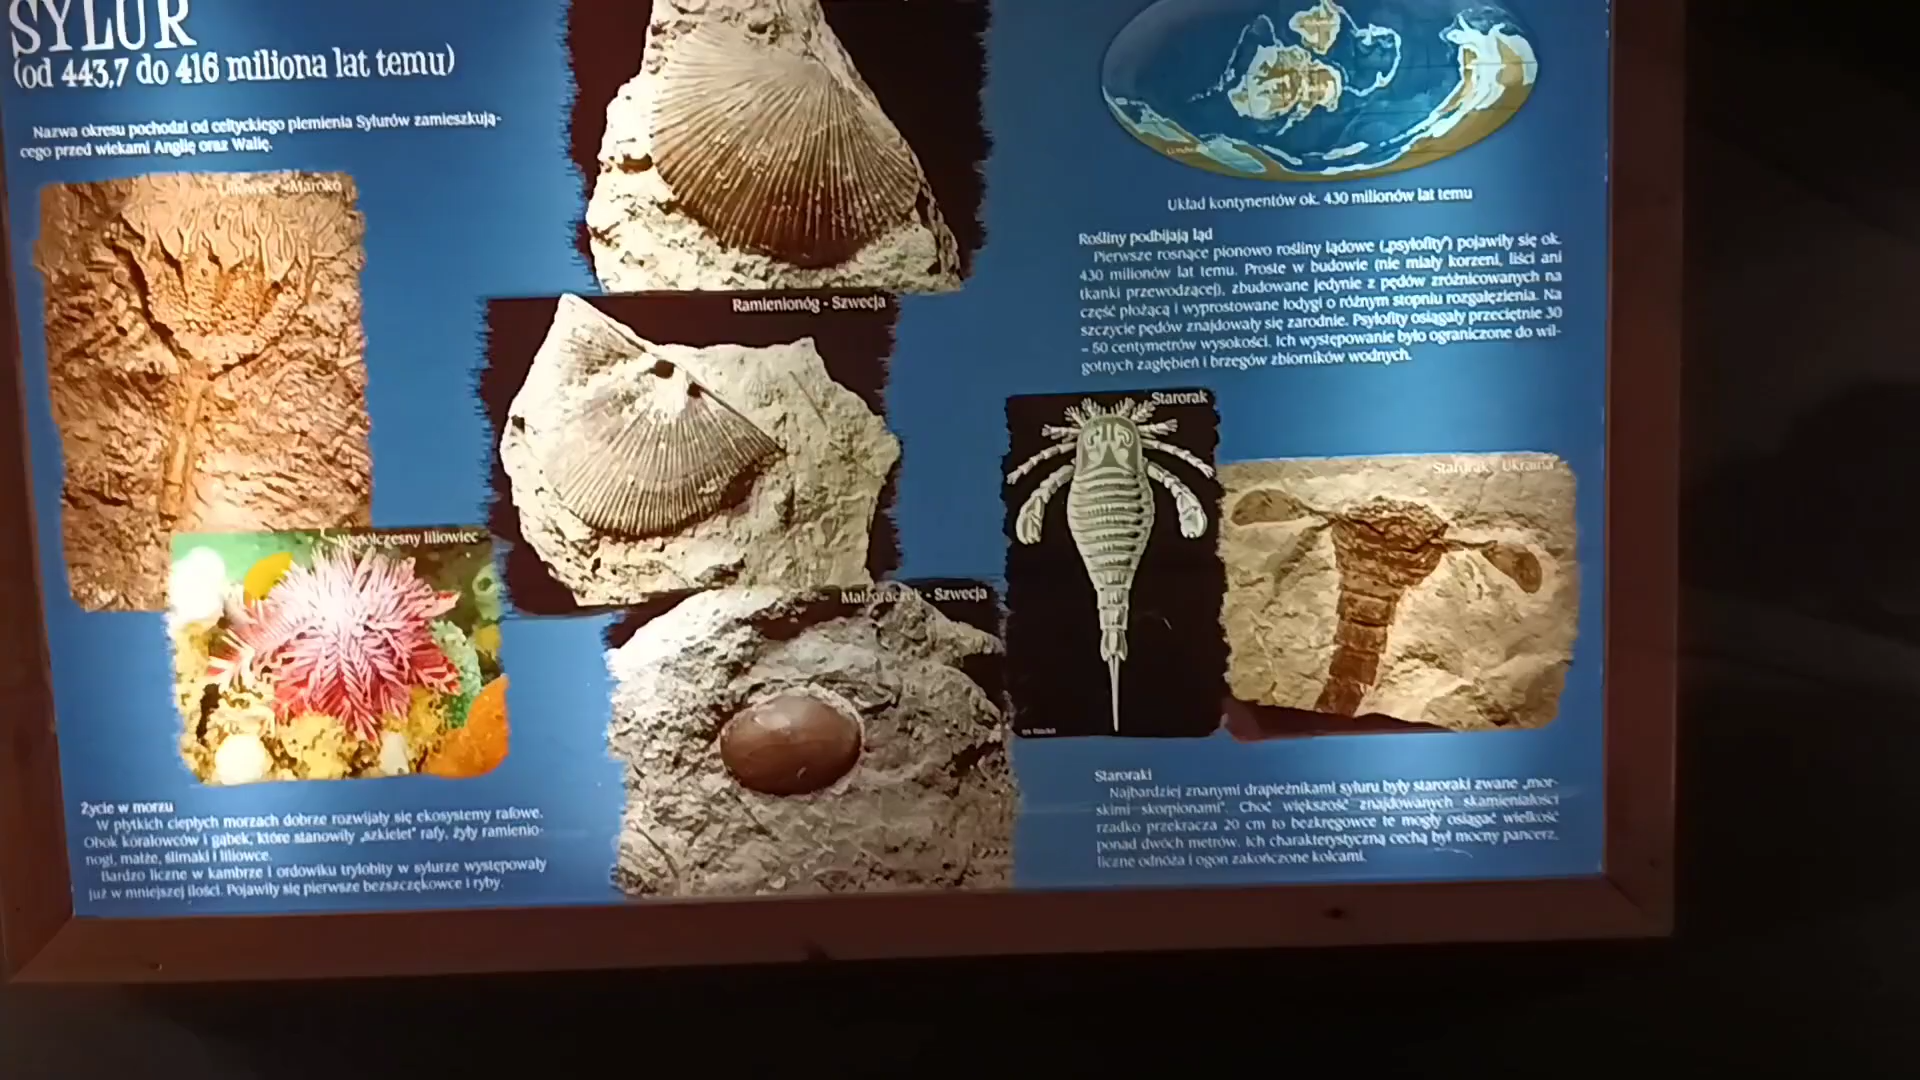 SYLUR
(od 443,7 do 416 miliona lat temu)
Nazwa okresu pochodzi od celtyckiego plemienia Sylurów zamieszkują-
cego przed wiekami Anglię oraz Walię.
Liliowiec - Maroko
Współczesny liliowiec
Życie w morzu
W płytkich ciepłych morzach dobrze rozwijały się ekosystemy rafowe.
Obok koralowców i gąbek, które stanowiły „szkielet" rafy, żyły ramienio-
nogi, małże, ślimaki i liliowce.
Bardzo liczne w kambrze i ordowiku trylobity w sylurze występowały
już w mniejszej ilości. Pojawiły się pierwsze bezszczękowce i ryby.
Ramienionóg - Szwecja
Małżoraczek - Szwecja
Układ kontynentów ok. 430 milionów lat temu
Rośliny podbijają ląd
Pierwsze rosnące pionowo rośliny lądowe („psylofity") pojawiły się ok.
430 milionów lat temu. Proste w budowie (nie miały korzeni, liści ani
tkanki przewodzącej), zbudowane jedynie z pędów zróżnicowanych na
część płożącą i wyprostowane łodygi o różnym stopniu rozgałęzienia. Na
szczycie pędów znajdowały się zarodnie. Psylofity osiągały przeciętnie 30
- 50 centymetrów wysokości. Ich występowanie było ograniczone do wil-
gotnych zagłębień i brzegów zbiorników wodnych.
Starorak
Starorak - Ukraina
Staroraki
Najbardziej znanymi drapieżnikami syluru były staroraki zwane „mor-
skimi skorpionami". Choć większość znajdowanych skamieniałości
rzadko przekracza 20 cm to bezkręgowce te mogły osiągać wielkość
ponad dwóch metrów. Ich charakterystyczną cechą był mocny pancerz,
liczne odnóża i ogon zakończone kolcami.